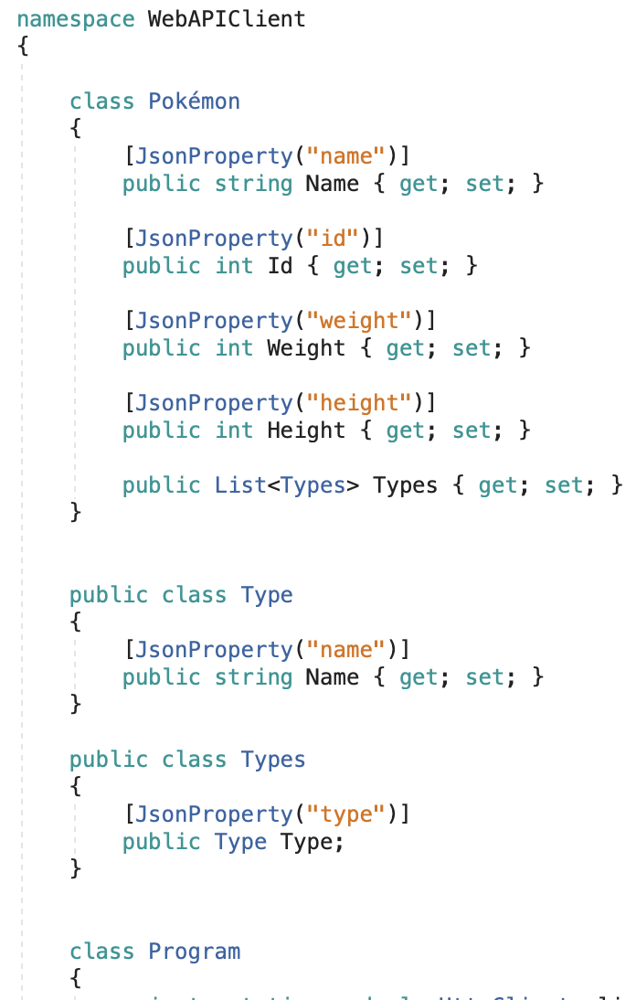 namespace WebAPIClient
{
class Pokémon
{
[JsonProperty("name")]
public string Name { get; set; }
[JsonProperty("id")]
public int Id { get; set; }
[JsonProperty("weight")]
public int Weight { get; set; }
[JsonProperty("height")]
public int Height { get; set; }
public List<Types> Types { get; set; }
}
public class Type
{
[JsonProperty("name")]
public string Name { get; set; }
}
public class Types
{
[JsonProperty("type")]
public Type Type;
}
class Program
{